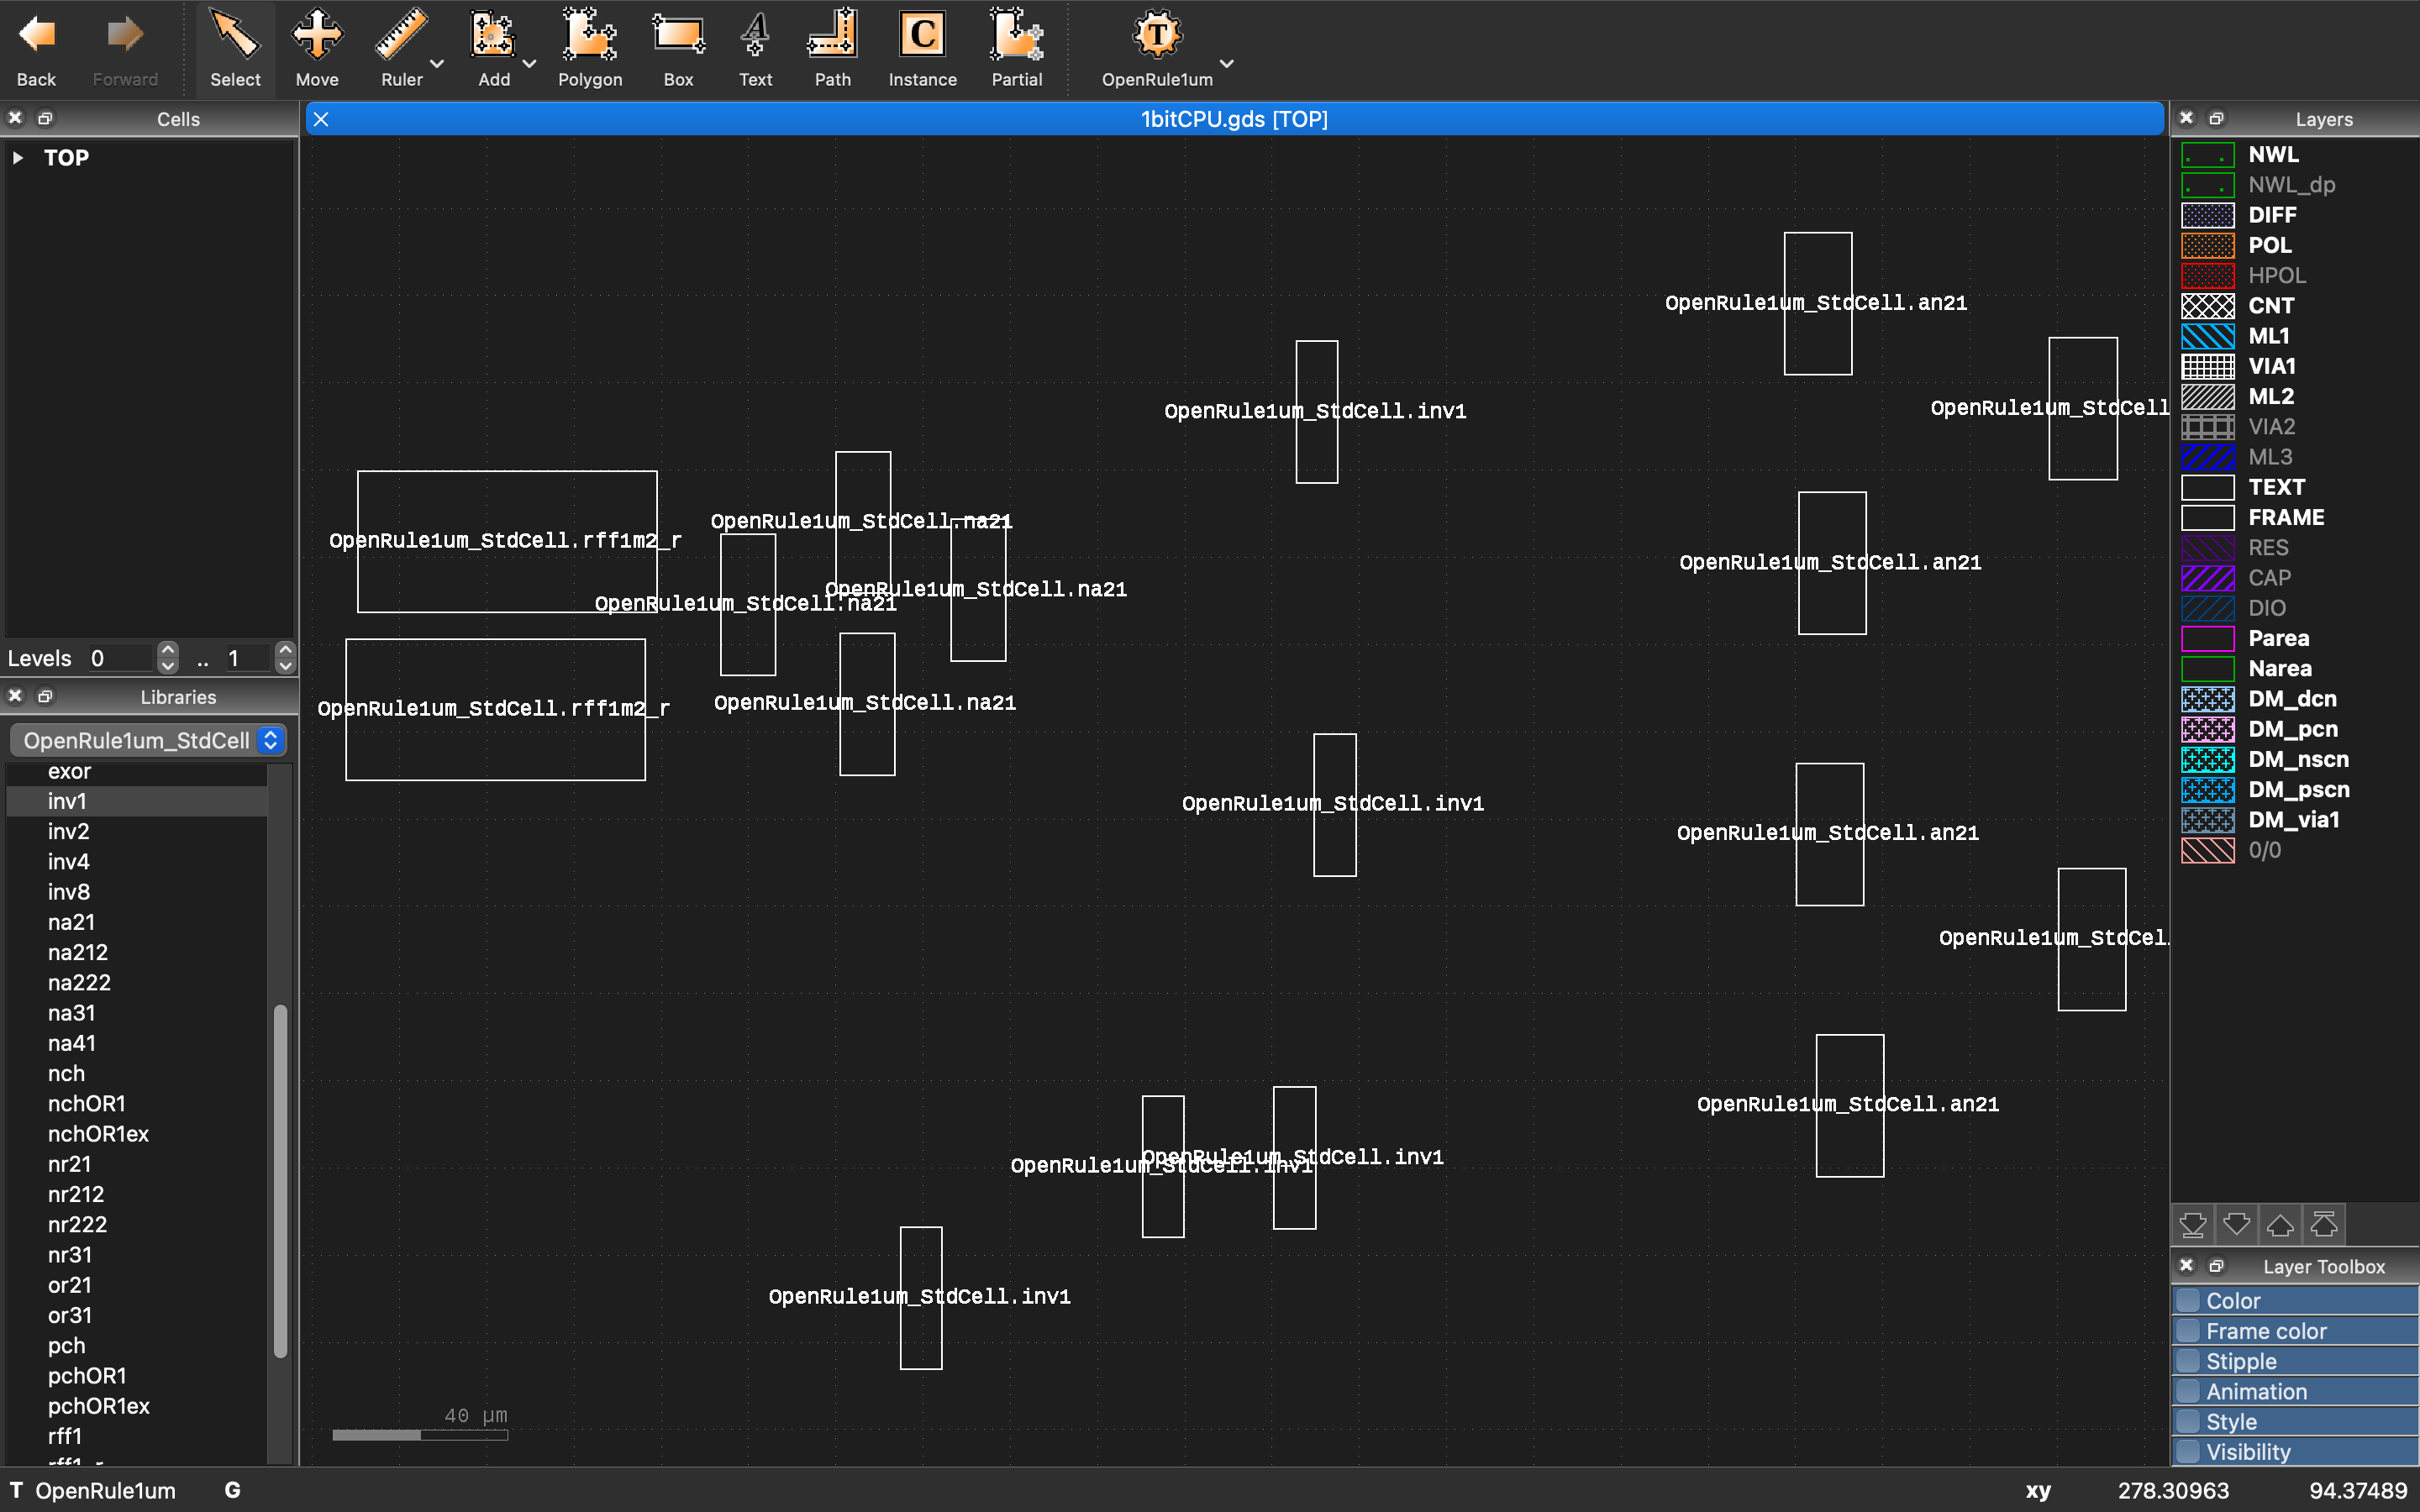 Back
Forward
Select
Move
Ruler
Add
Polygon
Box
Text
Path
Instance
Partial
OpenRule1um
Cells
1bitCPU.gds [TOP]
Layers
TOP
Levels 0 .. 1
Libraries
OpenRule1um_StdCell
exor
inv1
inv2
inv4
inv8
na21
na212
na222
na31
na41
nch
nchOR1
nchOR1ex
nr21
nr212
nr222
nr31
or21
or31
pch
pchOR1
pchOR1ex
rff1
rff1_r
OpenRule1um_StdCell.an21
OpenRule1um_StdCell
OpenRule1um_StdCell.inv1
OpenRule1um_StdCell.na21
OpenRule1um_StdCell.rff1m2_r
OpenRule1um_StdCell.an21
OpenRule1um_StdCell.na21
OpenRule1um_StdCell.na21
OpenRule1um_StdCell.na21
OpenRule1um_StdCell.rff1m2_r
OpenRule1um_StdCell.inv1
OpenRule1um_StdCell.an21
OpenRule1um_StdCel
OpenRule1um_StdCell.an21
OpenRule1um_StdCell.inv1
OpenRule1um_StdCell.inv1
OpenRule1um_StdCell.inv1
40 µm
NWL
NWL_dp
DIFF
POL
HPOL
CNT
ML1
VIA1
ML2
VIA2
ML3
TEXT
FRAME
RES
CAP
DIO
Parea
Narea
DM_dcn
DM_pcn
DM_nscn
DM_pscn
DM_via1
0/0
Layer Toolbox
Color
Frame color
Stipple
Animation
Style
Visibility
T OpenRule1um G
xy 278.30963 94.37489